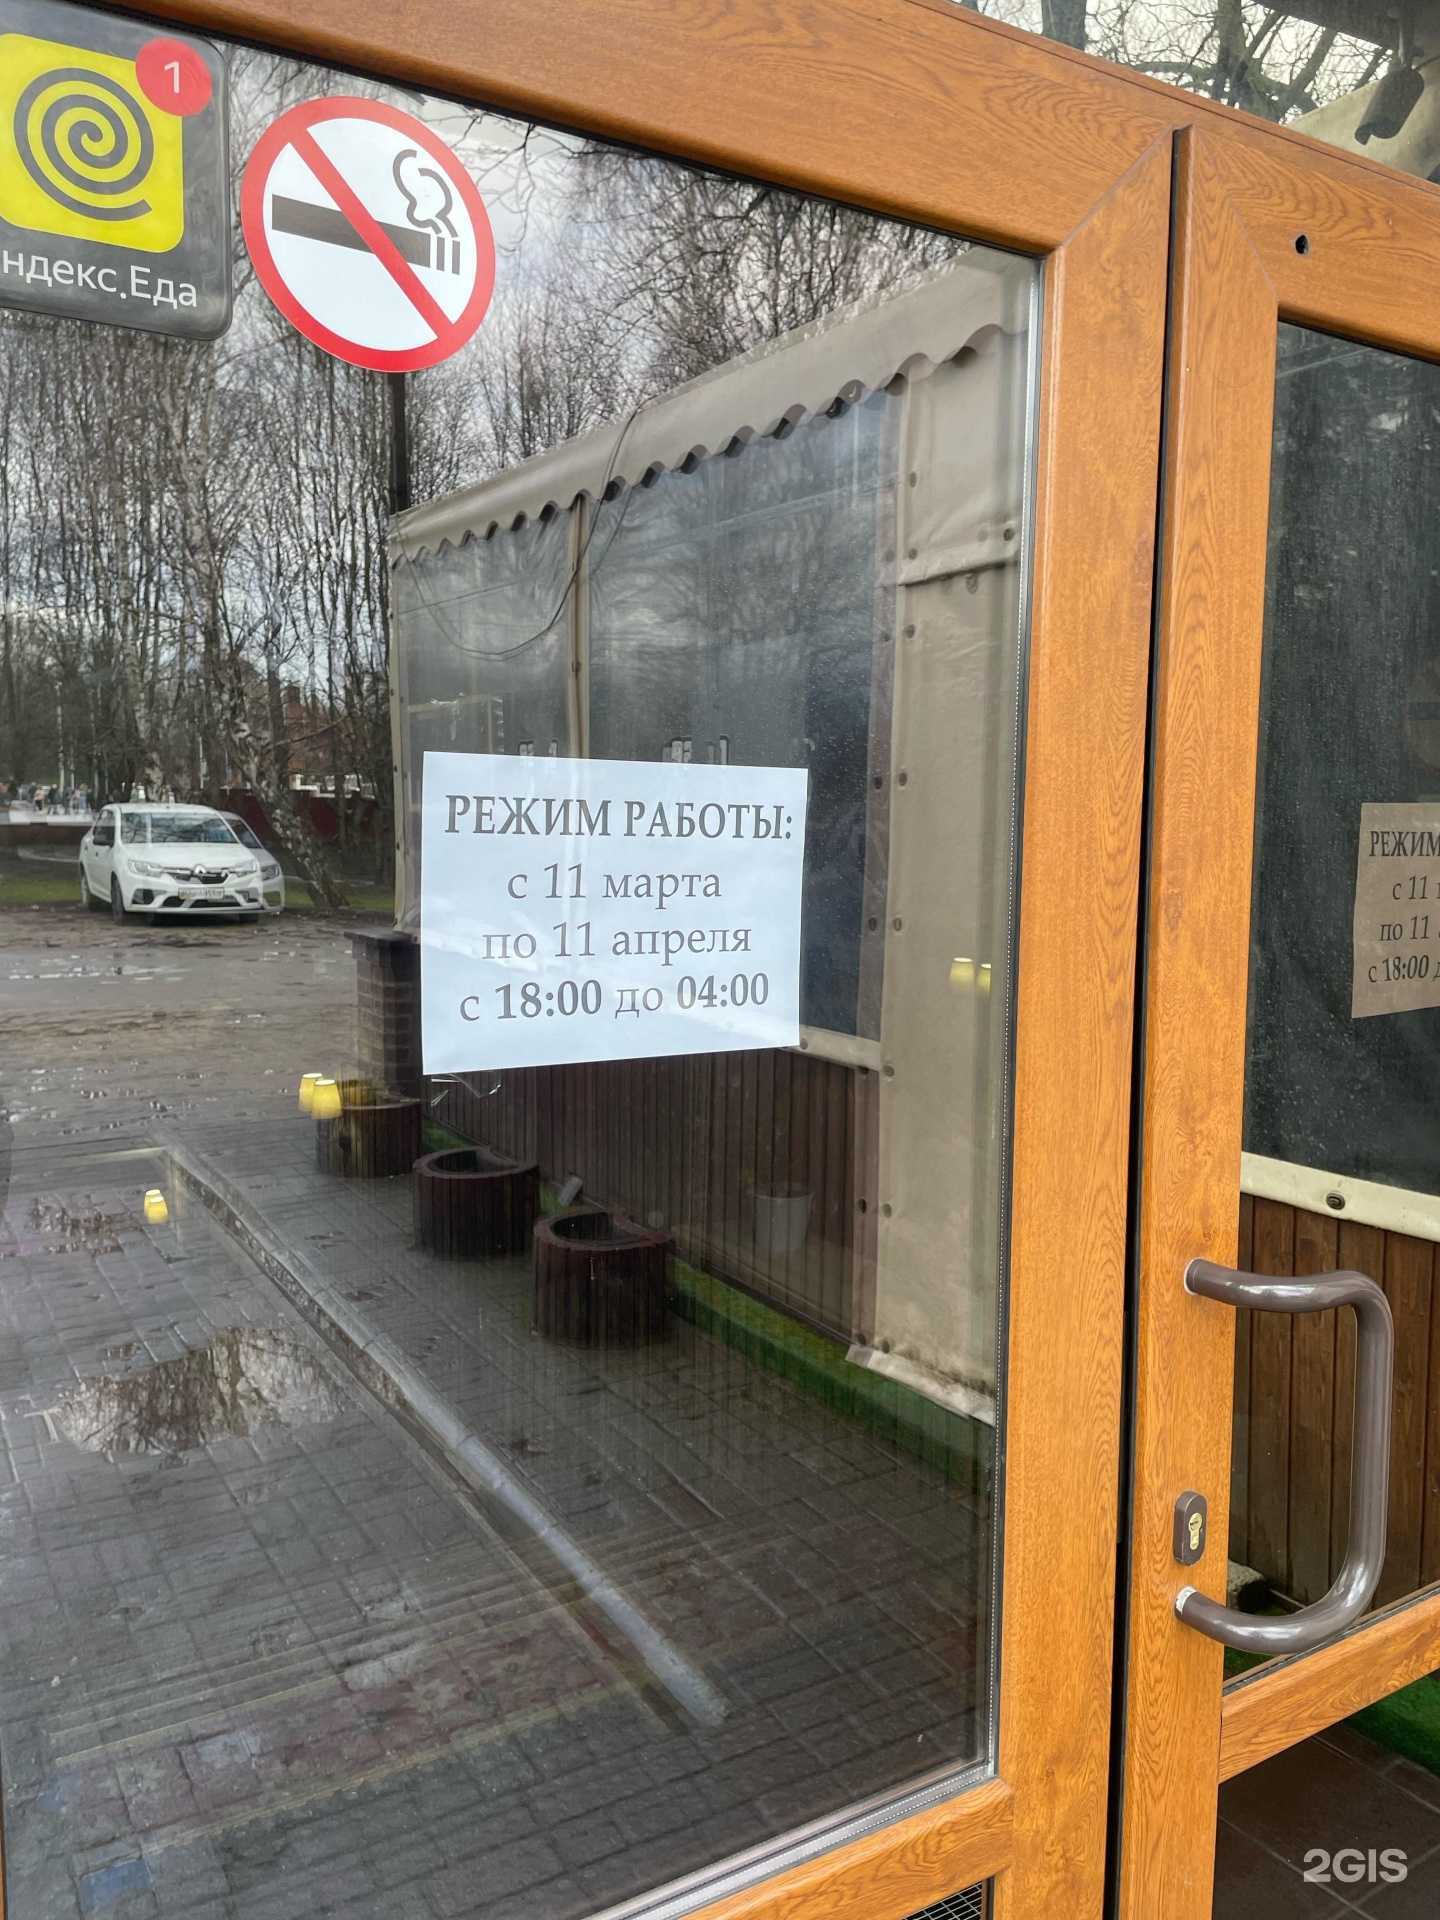 1
ндекс.Еда
РЕЖИМ РАБОТЫ:
с 11 марта
по 11 апреля
с 18:00 до 04:00
РЕЖИМ
с 11
по 11
с 18:00
2GIS